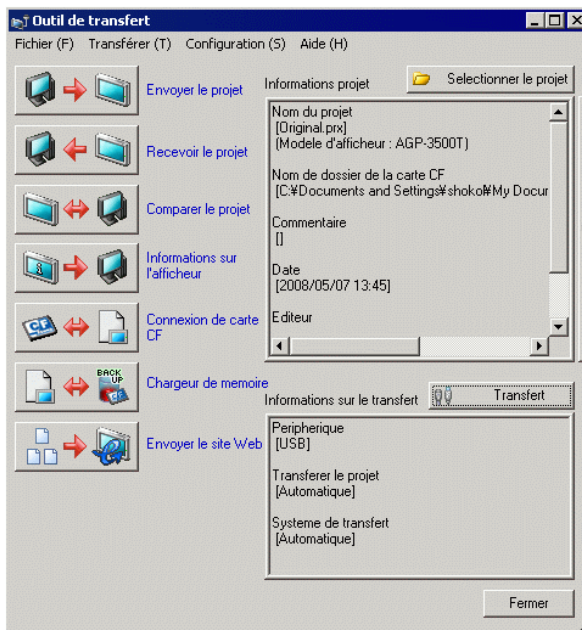 Outil de transfert
Fichier (F) Transférer (T) Configuration (S) Aide (H)
Envoyer le projet
Recevoir le projet
Comparer le projet
Informations sur
l'afficheur
CF
Connexion de carte
CF
BACK
UP
Chargeur de memoire
Envoyer le site Web
Informations projet
Selectionner le projet
Nom du projet
[Original.prx]
(Modele d'afficheur : AGP-3500T)
Nom de dossier de la carte CF
[C:¥Documents and Settings¥shoko₩My Docur
Commentaire
[]
Date
[2008/05/07 13:45]
Editeur
Informations sur le transfert
Transfert
Peripherique
[USB]
Transferer le projet
[Automatique]
Systeme de transfert
[Automatique]
Fermer